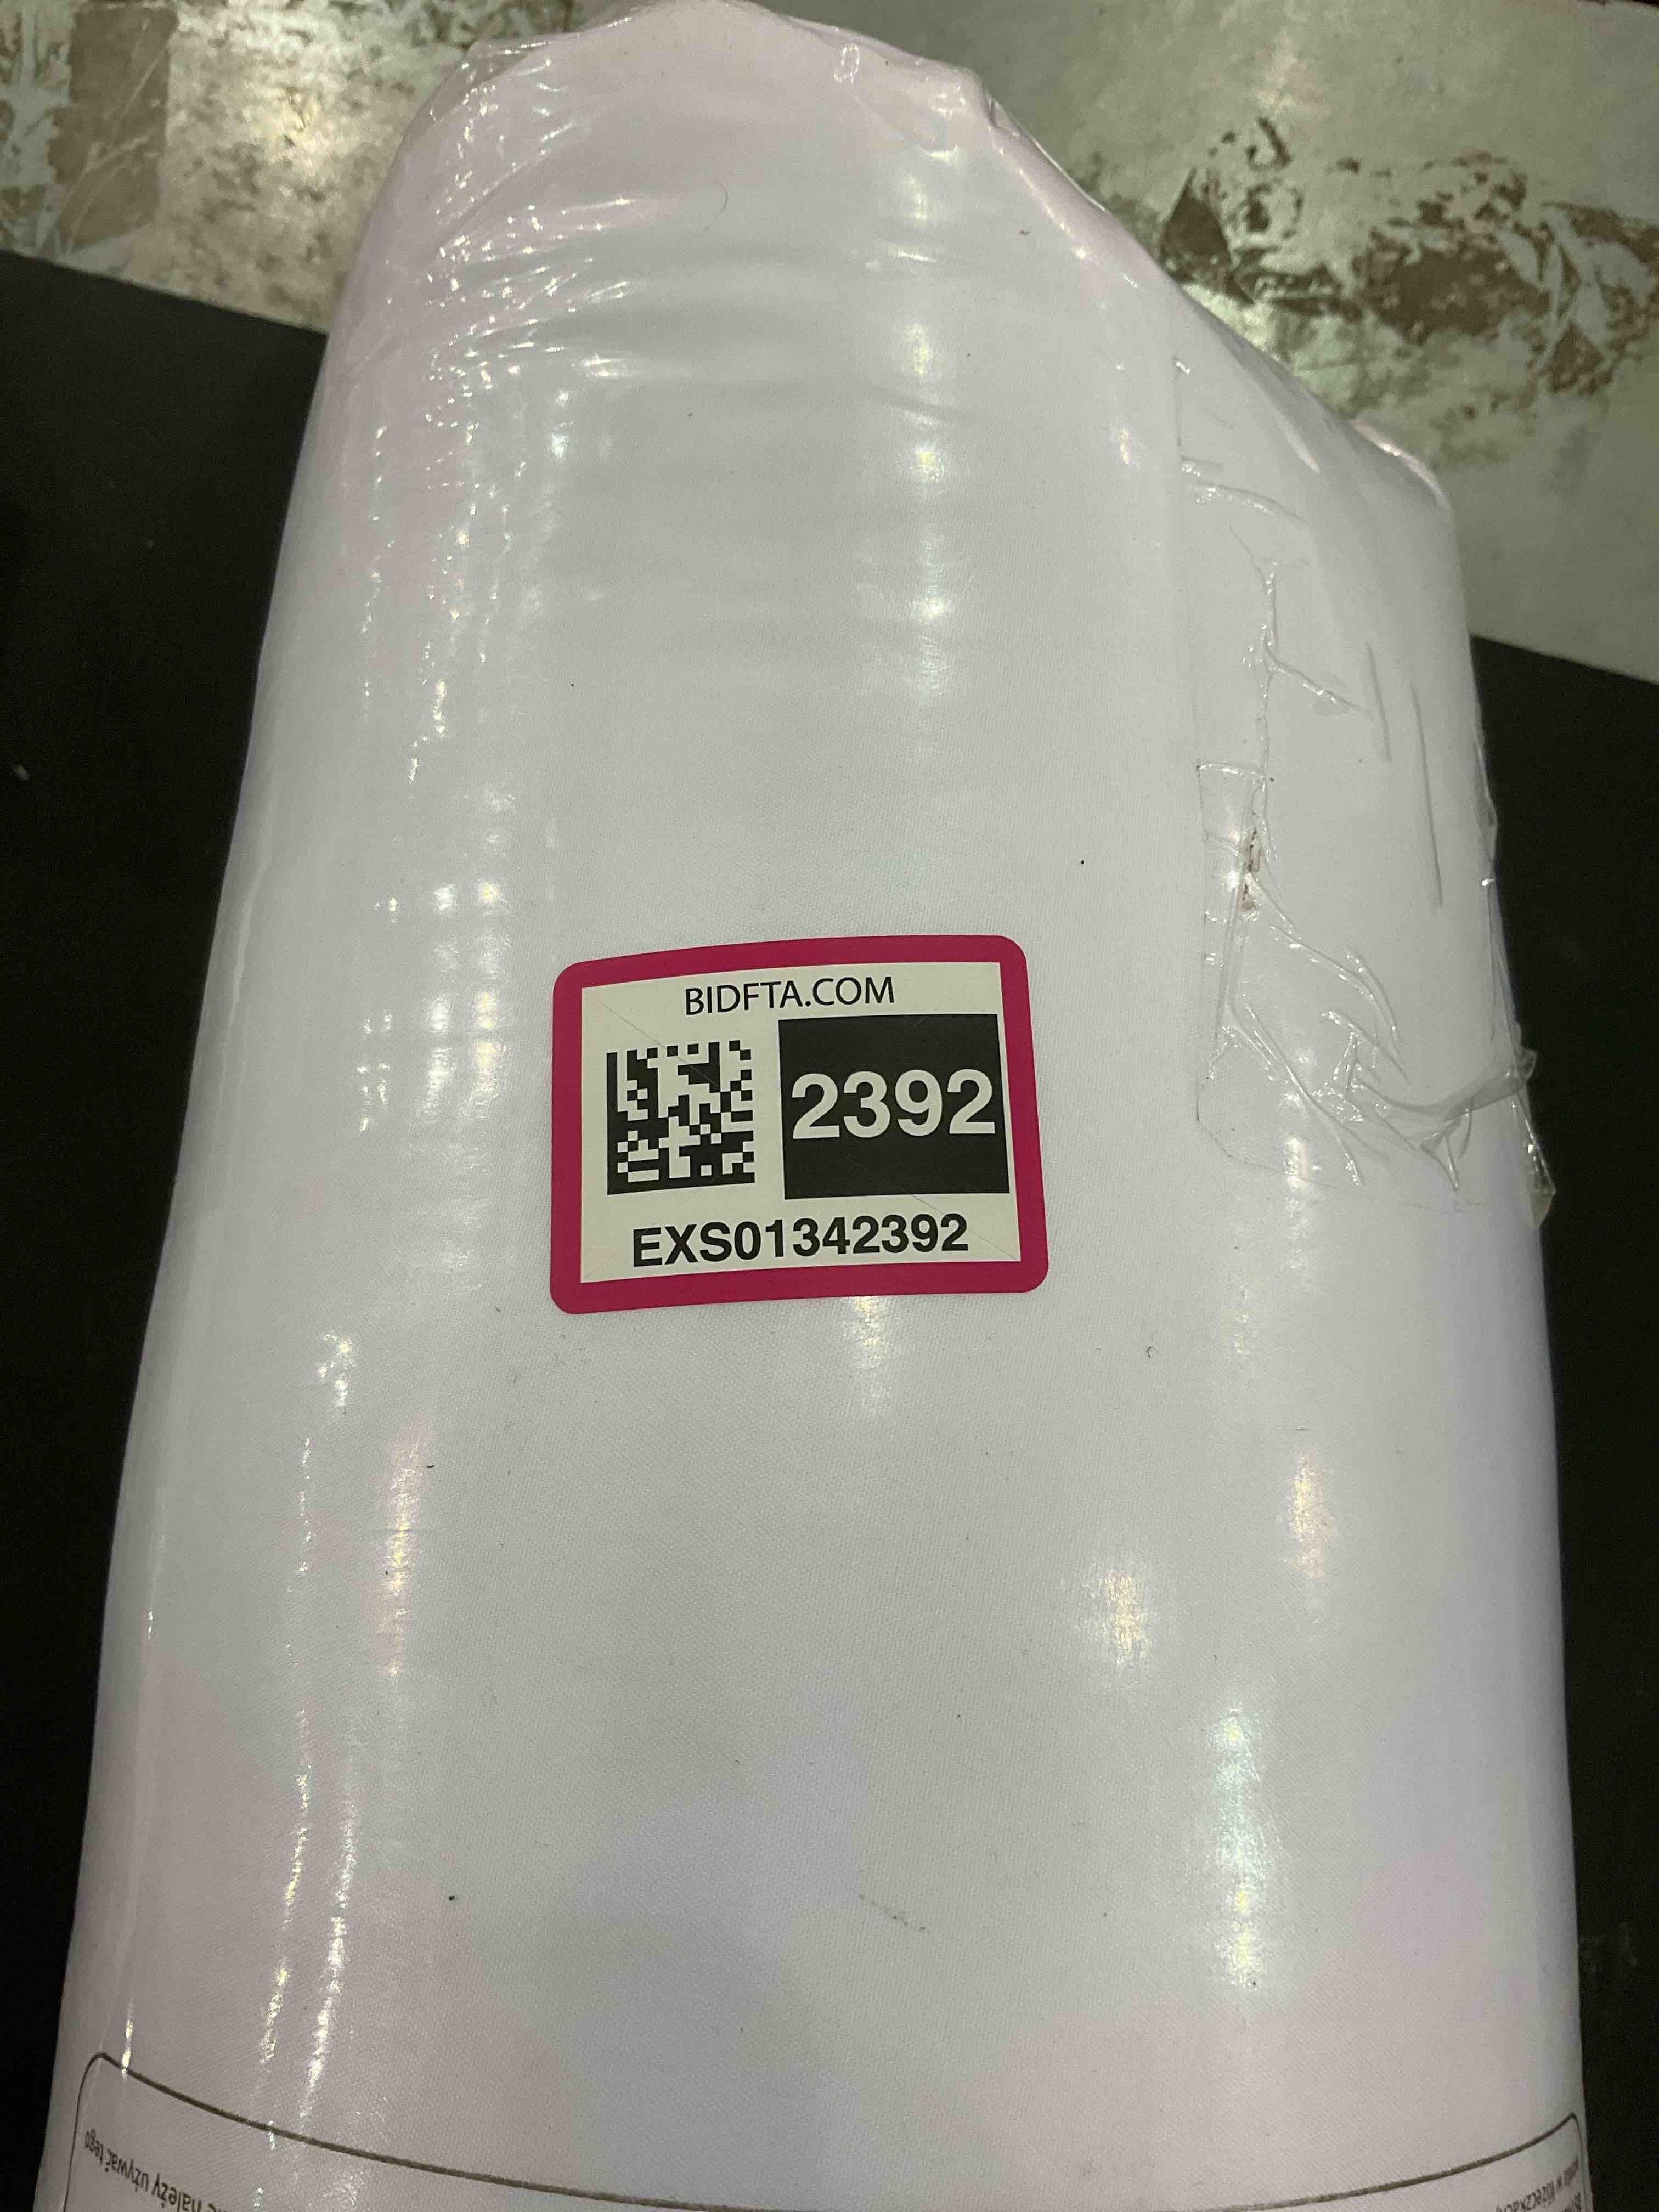 BIDFTA.COM
2392
EXS01342392
należy używać tego